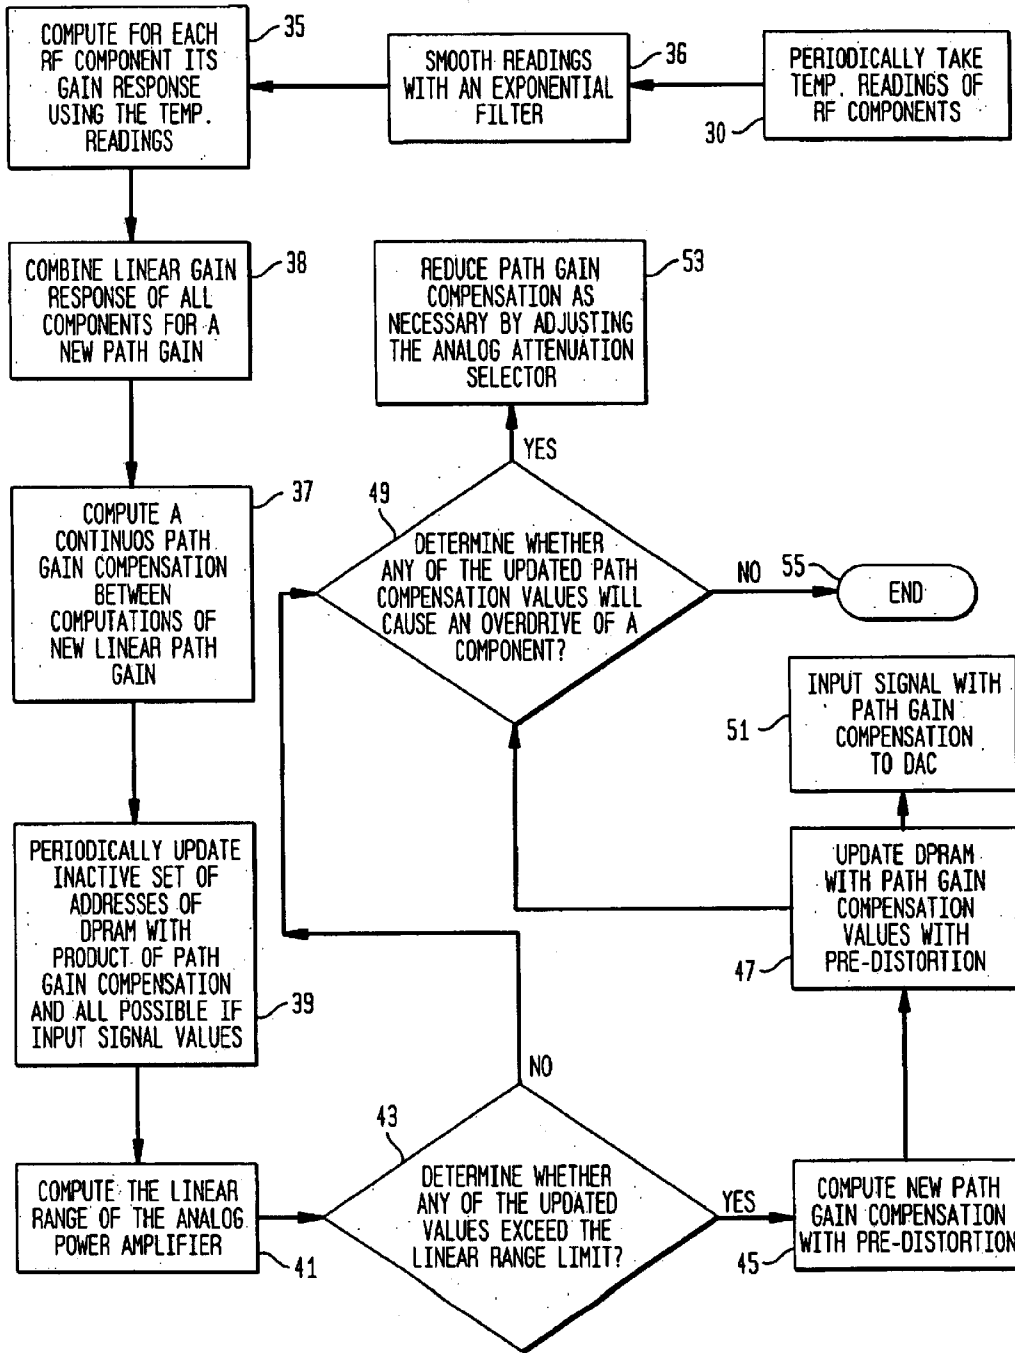 COMPUTE FOR EACH
RF COMPONENT ITS
GAIN RESPONSE
USING THE TEMP.
READINGS
35
SMOOTH READINGS
WITH AN EXPONENTIAL
FILTER
36
PERIODICALLY TAKE
TEMP. READINGS OF
RF COMPONENTS
30
COMBINE LINEAR GAIN
RESPONSE OF ALL
COMPONENTS FOR A
NEW PATH GAIN
38
REDUCE PATH GAIN
COMPENSATION AS
NECESSARY BY ADJUSTING
THE ANALOG ATTENUATION
SELECTOR
53
YES
COMPUTE A
CONTINUOS PATH
GAIN COMPENSATION
BETWEEN
COMPUTATIONS OF
NEW LINEAR PATH
GAIN
37
49
DETERMINE WHETHER
ANY OF THE UPDATED PATH
COMPENSATION VALUES WILL
CAUSE AN OVERDRIVE OF A
COMPONENT?
NO
55
END
INPUT SIGNAL WITH
PATH GAIN
COMPENSATION
TO DAC
51
PERIODICALLY UPDATE
INACTIVE SET OF
ADDRESSES OF
DPRAM WITH
PRODUCT OF PATH
GAIN COMPENSATION
AND ALL POSSIBLE IF
INPUT SIGNAL VALUES
39
UPDATE DPRAM
WITH PATH GAIN
COMPENSATION
VALUES WITH
PRE-DISTORTION
47
NO
COMPUTE THE LINEAR
RANGE OF THE ANALOG
POWER AMPLIFIER
41
43
DETERMINE WHETHER
ANY OF THE UPDATED
VALUES EXCEED THE
LINEAR RANGE LIMIT?
YES
COMPUTE NEW PATH
GAIN COMPENSATION
WITH PRE-DISTORTION
45